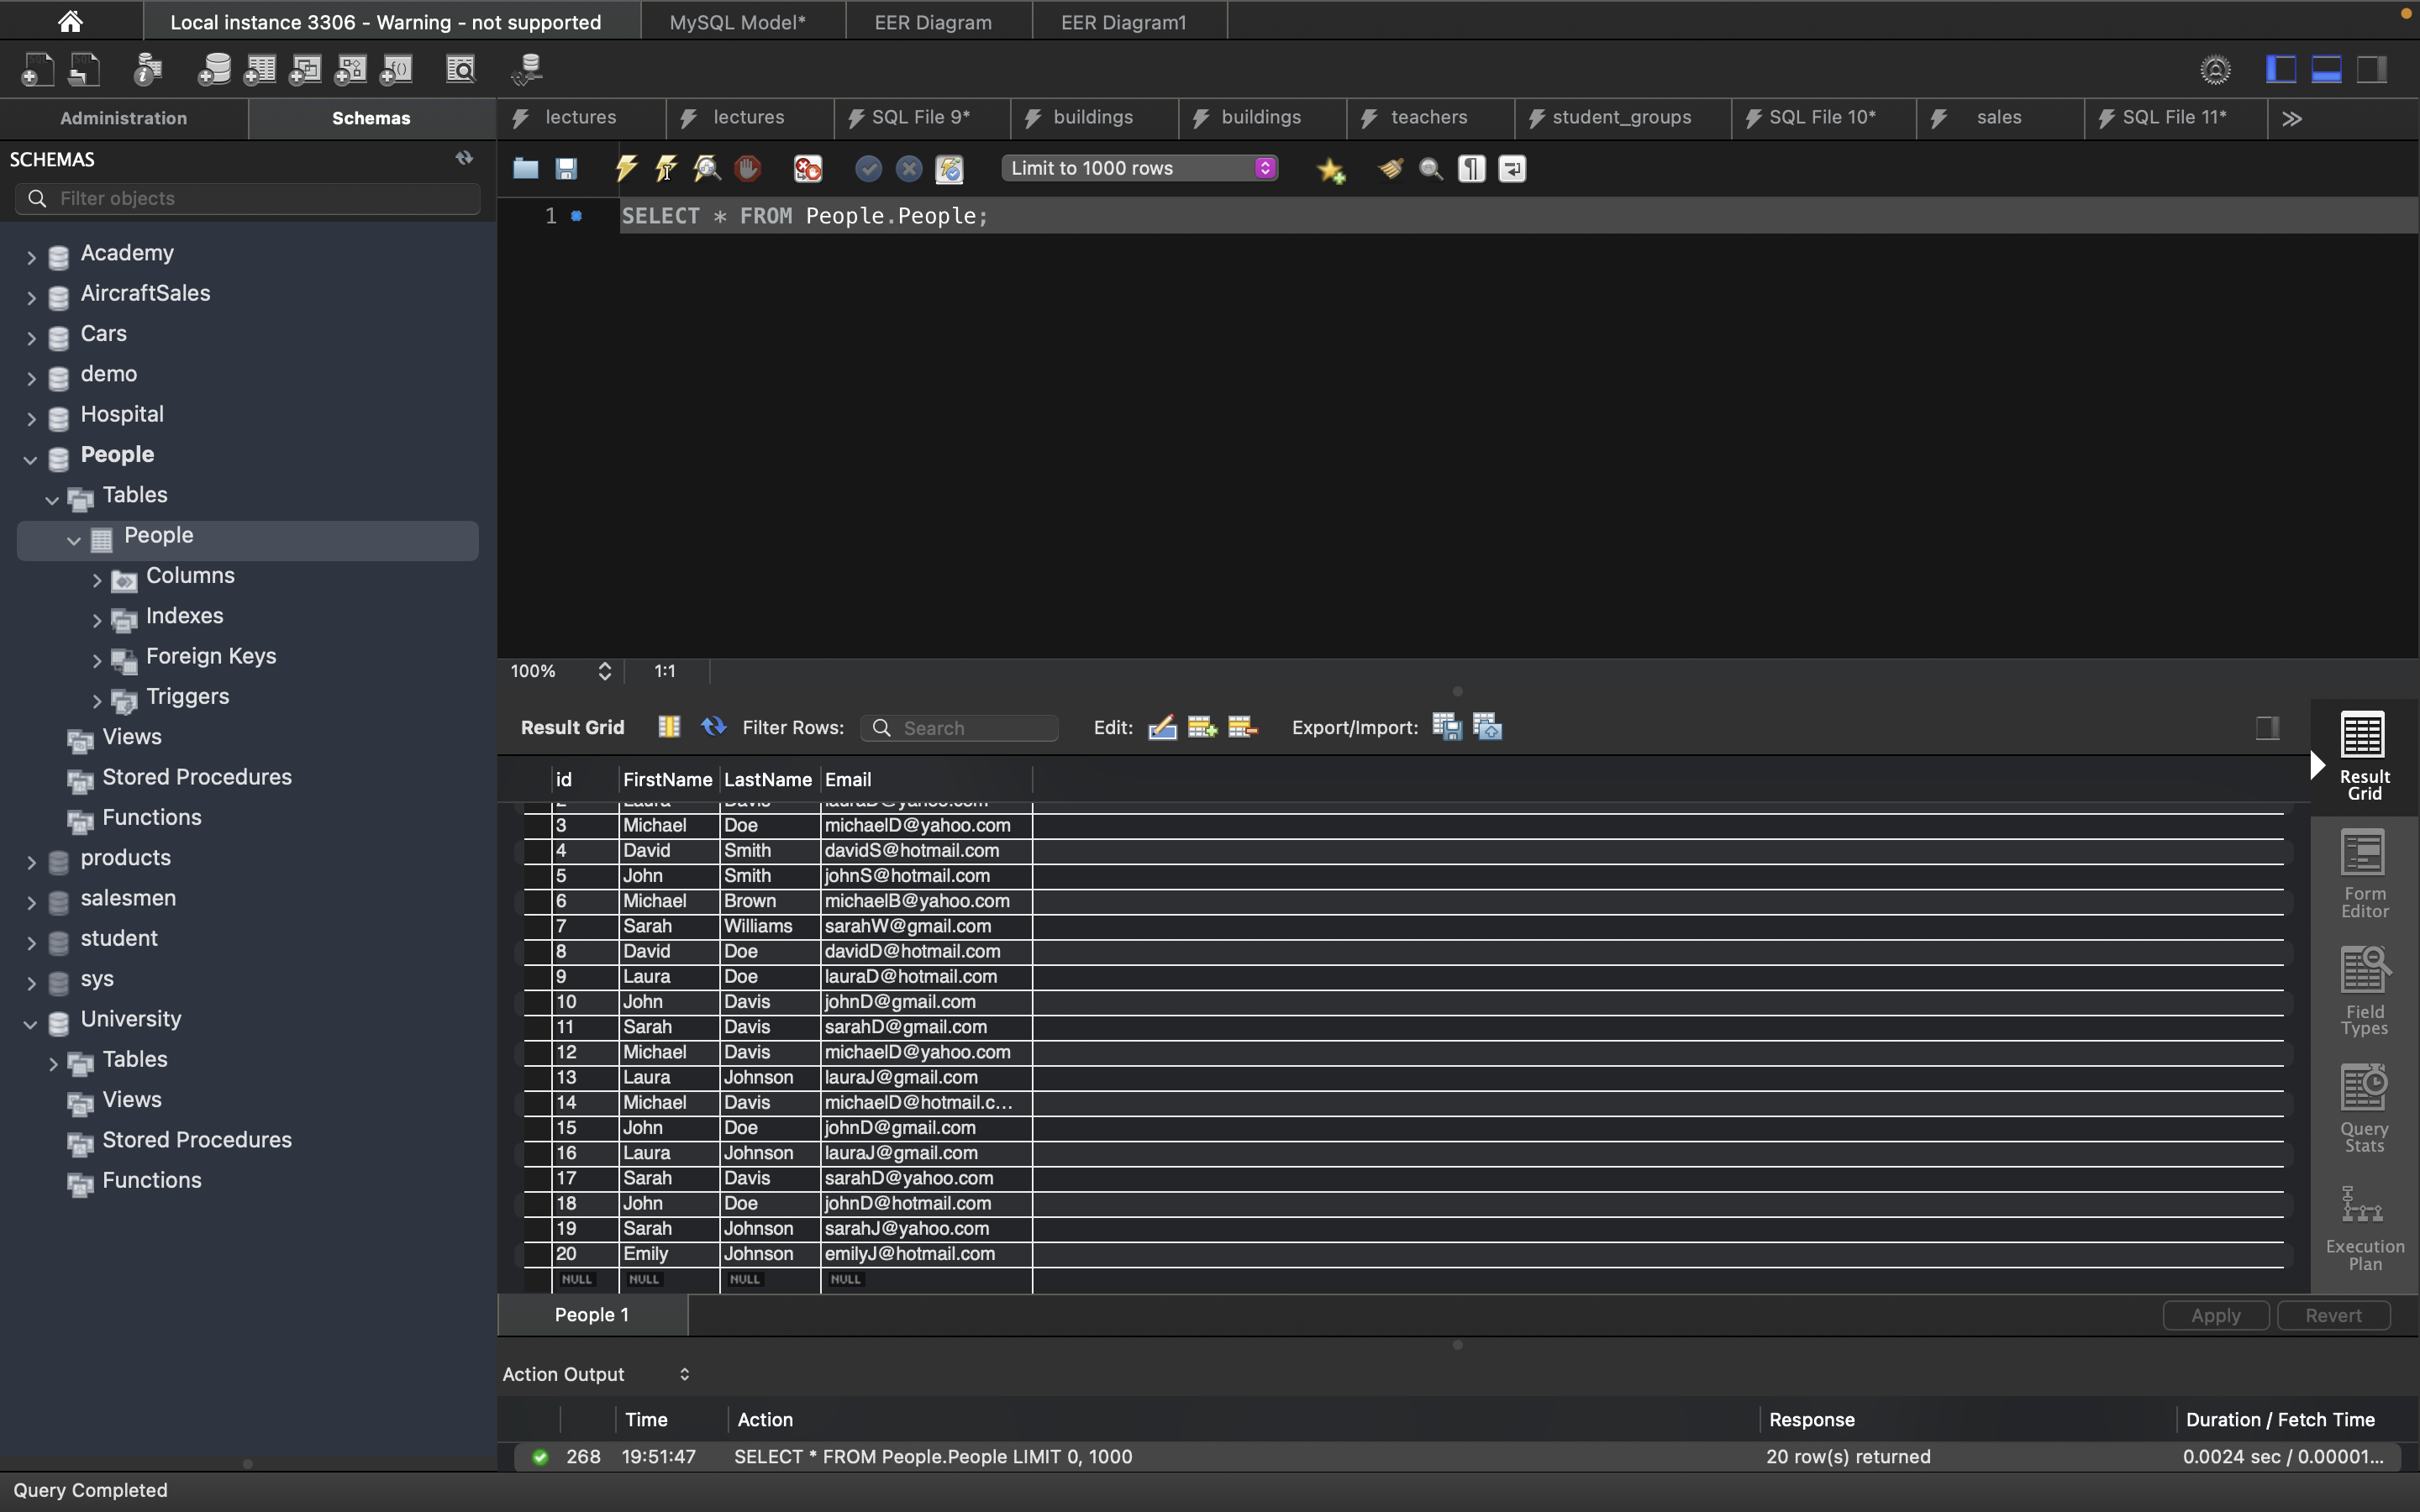 Local instance 3306 - Warning - not supported MySQL Model* EER Diagram EER Diagram1
Administration Schemas lectures lectures SQL File 9* buildings buildings teachers student_groups SQL File 10* sales SQL File 11*
SCHEMAS
Filter objects
Limit to 1000 rows
1 SELECT * FROM People.People;
Academy
AircraftSales
Cars
demo
Hospital
People
Tables
People
Columns
Indexes
Foreign Keys
Triggers
Views
Stored Procedures
Functions
products
salesmen
student
sys
University
Tables
Views
Stored Procedures
Functions
100% 1:1
Result Grid Filter Rows: Search Edit: Export/Import:
id FirstName LastName Email
2 Laura Davis lauraD@yahoo.com
3 Michael Doe michaelD@yahoo.com
4 David Smith davidS@hotmail.com
5 John Smith johnS@hotmail.com
6 Michael Brown michaelB@yahoo.com
7 Sarah Williams sarahW@gmail.com
8 David Doe davidD@hotmail.com
9 Laura Doe lauraD@hotmail.com
10 John Davis johnD@gmail.com
11 Sarah Davis sarahD@gmail.com
12 Michael Davis michaelD@yahoo.com
13 Laura Johnson lauraJ@gmail.com
14 Michael Davis michaelD@hotmail.c...
15 John Doe johnD@gmail.com
16 Laura Johnson lauraJ@gmail.com
17 Sarah Davis sarahD@yahoo.com
18 John Doe johnD@hotmail.com
19 Sarah Johnson sarahJ@yahoo.com
20 Emily Johnson emilyJ@hotmail.com
NULL NULL NULL NULL
Result
Grid
Form
Editor
Field
Types
Query
Stats
Execution
Plan
People 1 Apply Revert
Action Output
Time Action Response Duration / Fetch Time
268 19:51:47 SELECT * FROM People.People LIMIT 0, 1000 20 row(s) returned 0.0024 sec / 0.00001...
Query Completed